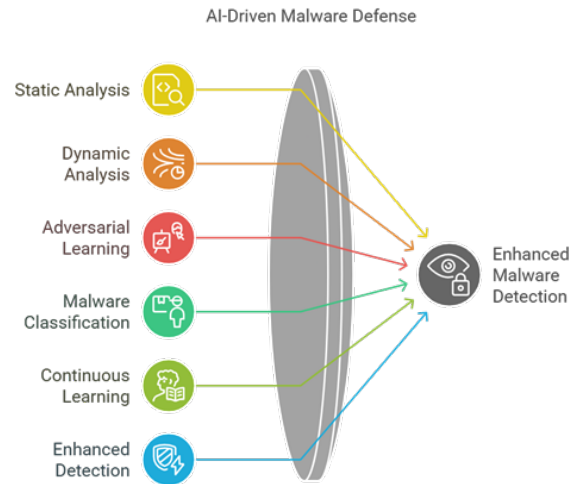 AI-Driven Malware Defense
Static Analysis
Dynamic
Analysis
Adversarial
Learning
Malware
Classification
Continuous
Learning
Enhanced
Detection
Enhanced
Malware
Detection